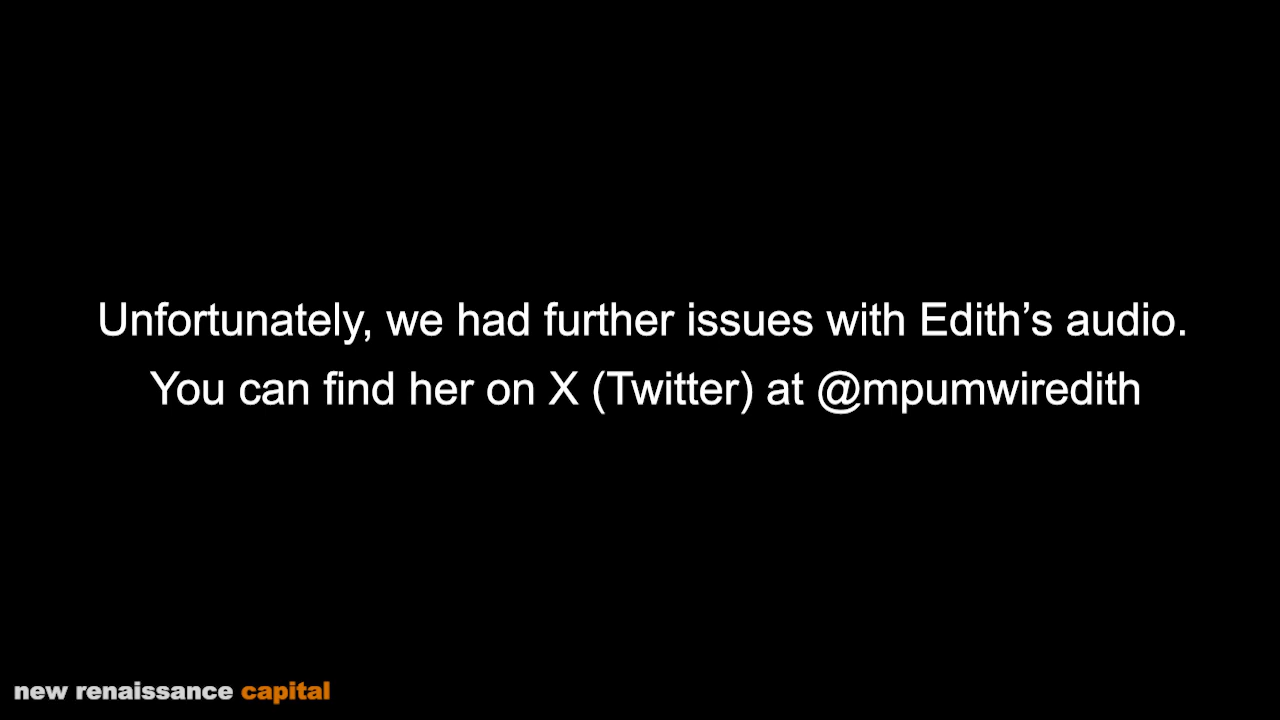 Unfortunately, we had further issues with Edith’s audio.
You can find her on X (Twitter) at @mpumwiredith
new renaissance capital